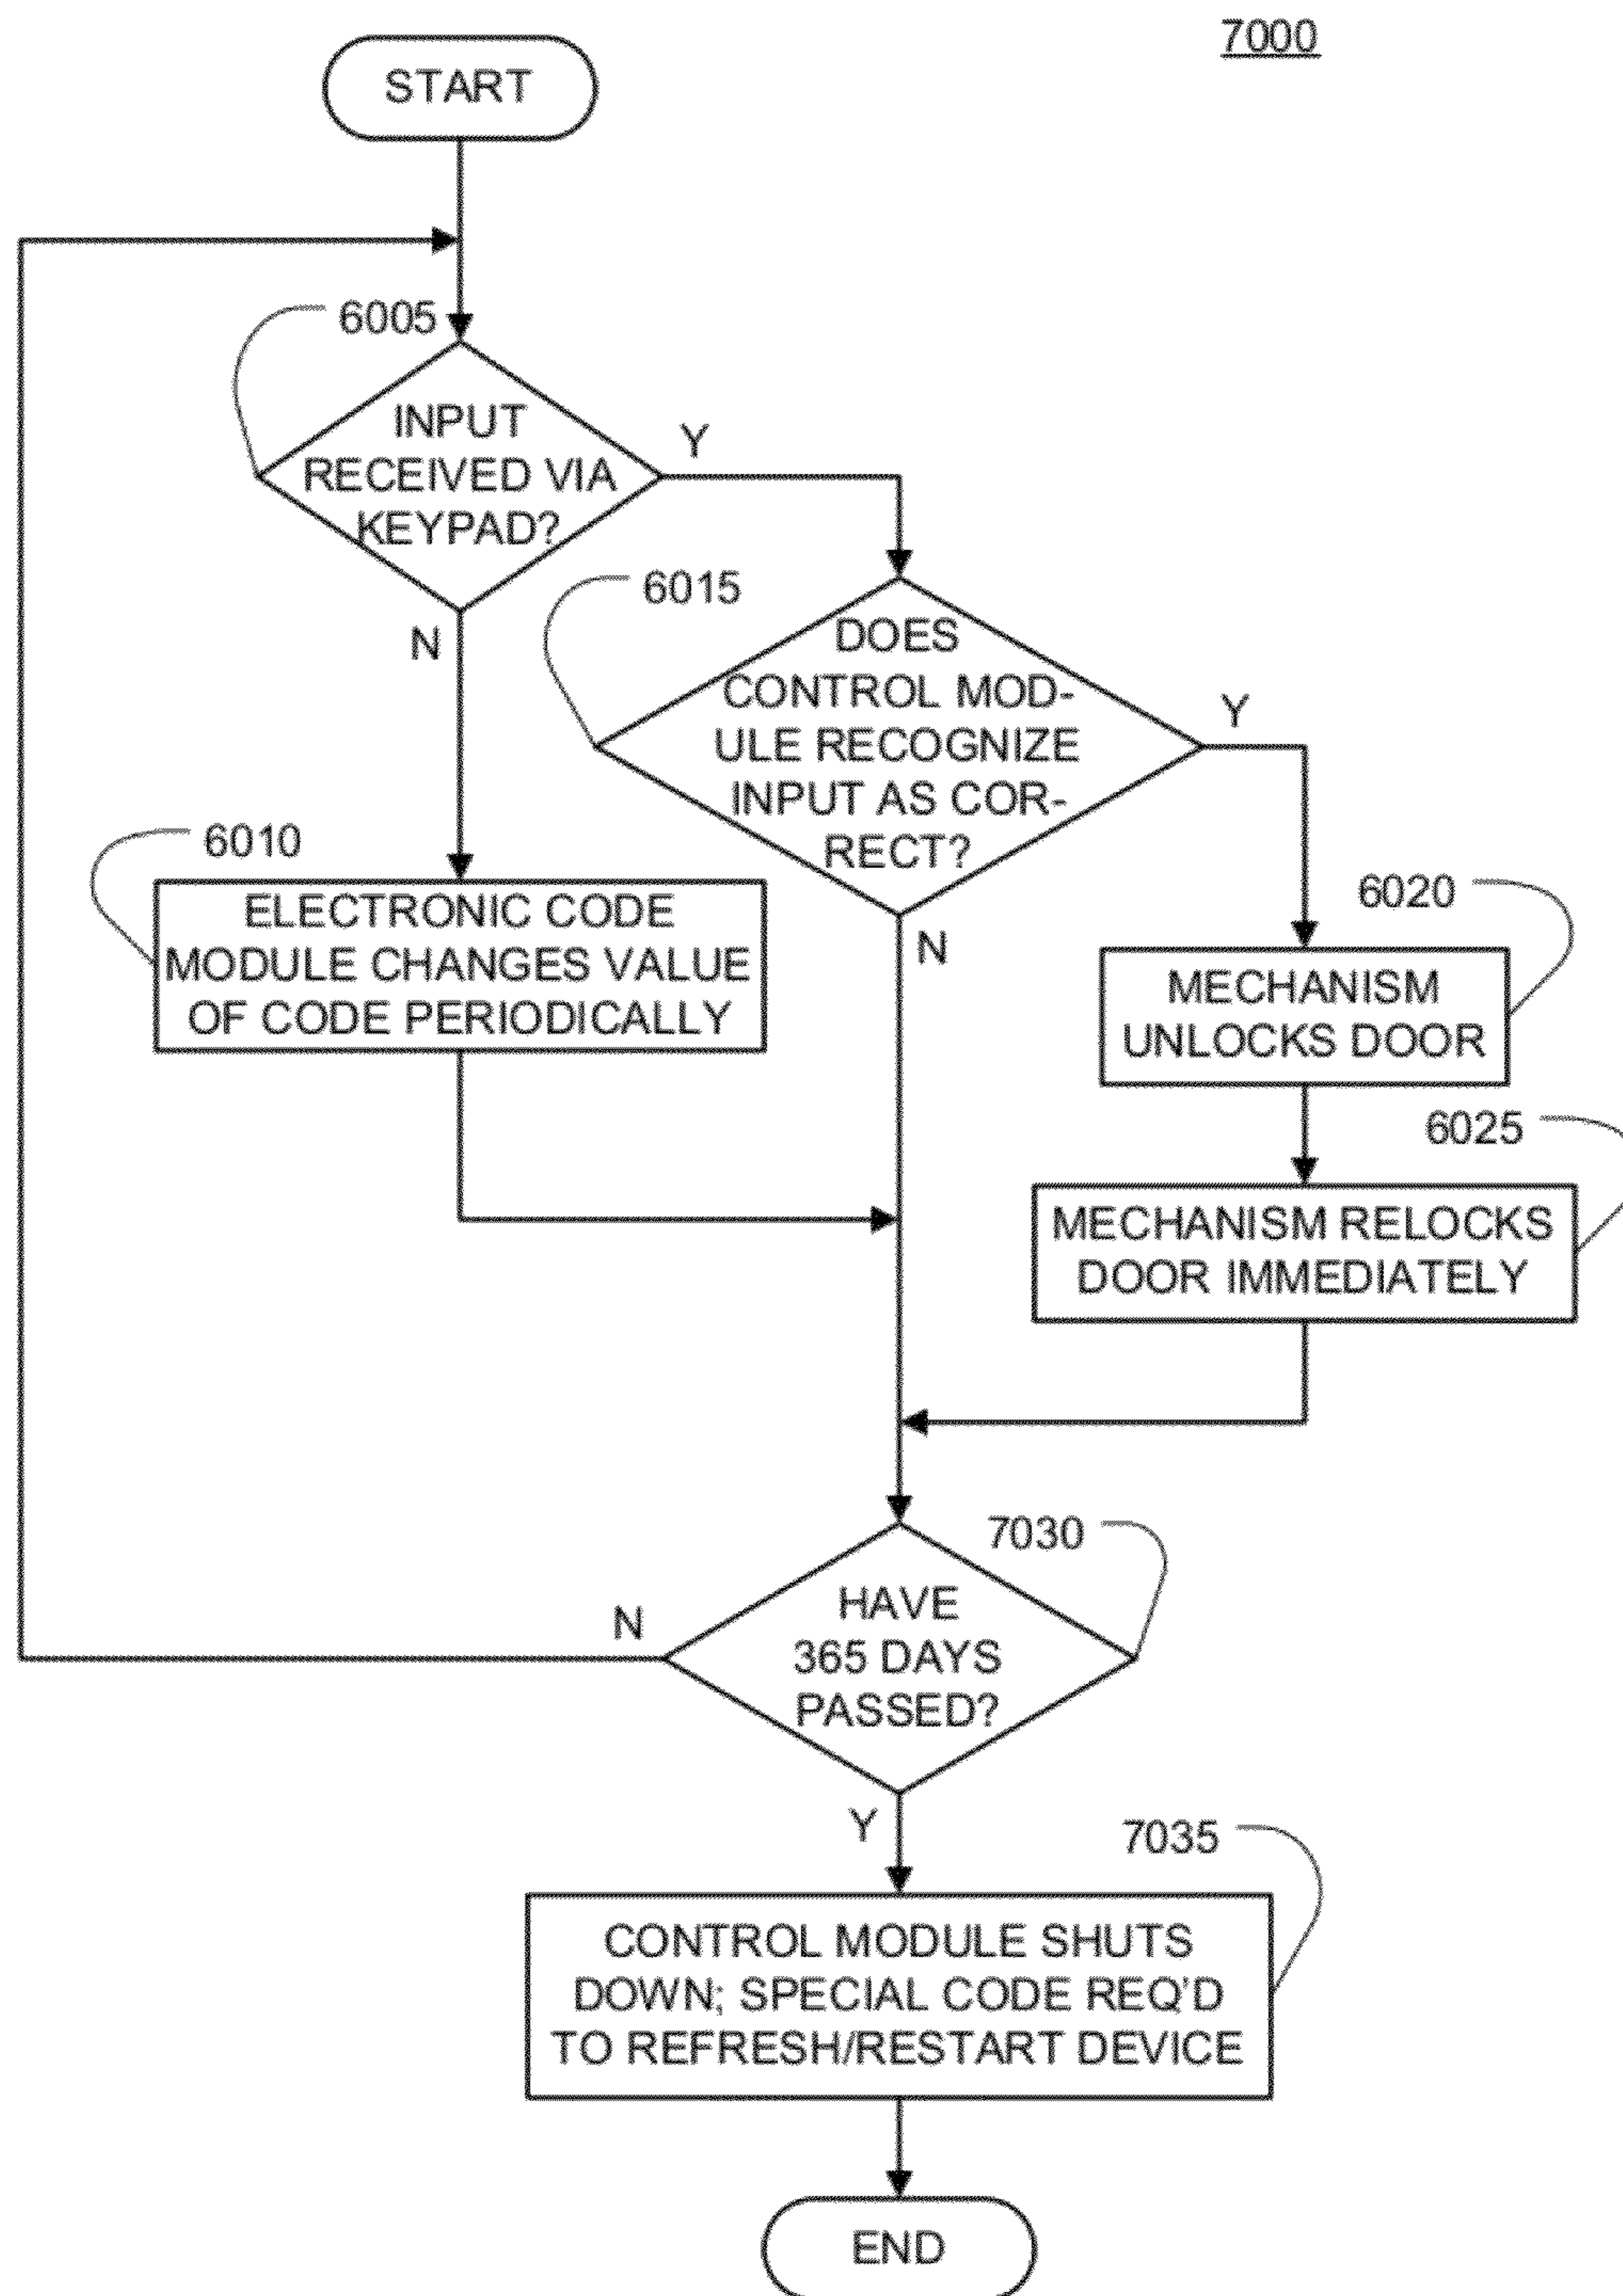 7000
START
6005
INPUT
RECEIVED VIA
KEYPAD?
Y
N
6015
DOES
CONTROL MOD-
ULE RECOGNIZE
INPUT AS COR-
RECT?
Y
N
6010
ELECTRONIC CODE
MODULE CHANGES VALUE
OF CODE PERIODICALLY
6020
MECHANISM
UNLOCKS DOOR
6025
MECHANISM RELOCKS
DOOR IMMEDIATELY
7030
HAVE
365 DAYS
PASSED?
N
Y
7035
CONTROL MODULE SHUTS
DOWN; SPECIAL CODE REQ'D
TO REFRESH/RESTART DEVICE
END